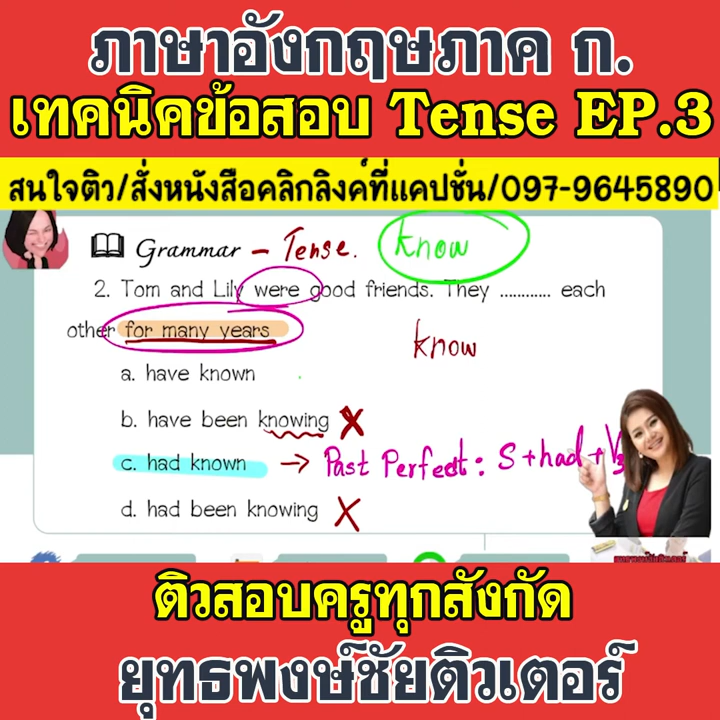 ภาษาอังกฤษภาค ก.
เทคนิคข้อสอบ Tense EP.3
สนใจติว/สั่งหนังสือคลิกลิงค์ที่แคปชั่น/097-9645890
Grammar - Tense. know
2. Tom and Lily were good friends. They ............ each
other for many years
know
a. have known
b. have been knowing X
c. had known → Past Perfect : S + had + V3
d. had been knowing X
ติวสอบครูทุกสังกัด
ยุทธพงษ์ชัยติวเตอร์